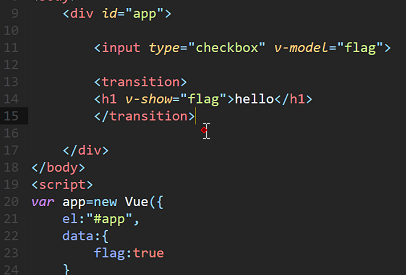 9 <div id="app">
10
11 <input type="checkbox" v-model="flag">
12
13 <transition>
14 <h1 v-show="flag">hello</h1>
15 </transition>
16
17 </div>
18 </body>
19 <script>
20 var app=new Vue({
21 el:"#app",
22 data:{
23 flag:true
24 }